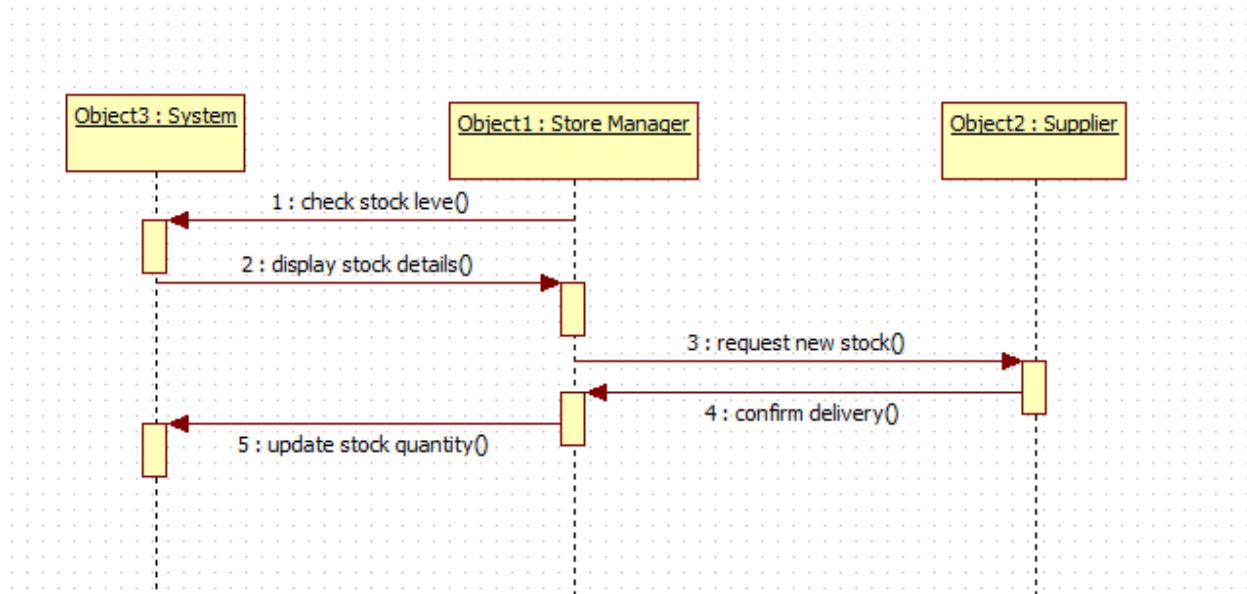 Object3 : System
Object1 : Store Manager
Object2 : Supplier
1 : check stock leve()
2 : display stock details()
3 : request new stock()
4 : confirm delivery()
5 : update stock quantity()